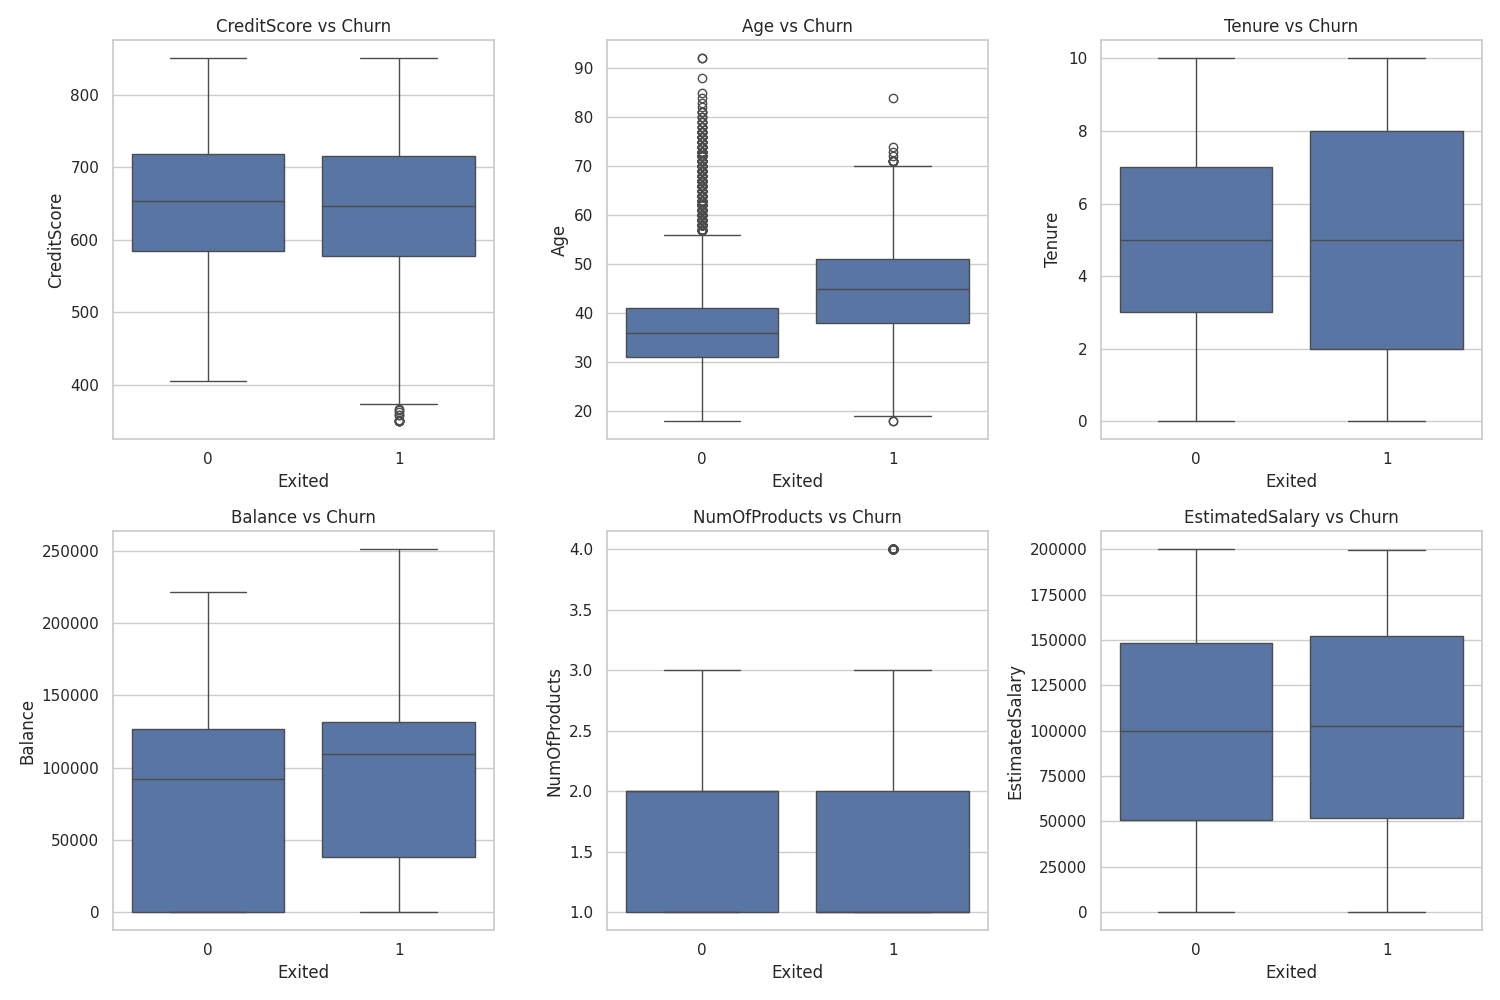 CreditScore vs Churn
CreditScore
800
700
600
500
400
0 1
Exited
Age vs Churn
Age
90
80
70
60
50
40
30
20
0 1
Exited
Tenure vs Churn
Tenure
10
8
6
4
2
0
0 1
Exited
Balance vs Churn
Balance
250000
200000
150000
100000
50000
0
0 1
Exited
NumOfProducts vs Churn
NumOfProducts
4.0
3.5
3.0
2.5
2.0
1.5
1.0
0 1
Exited
EstimatedSalary vs Churn
EstimatedSalary
200000
175000
150000
125000
100000
75000
50000
25000
0
0 1
Exited